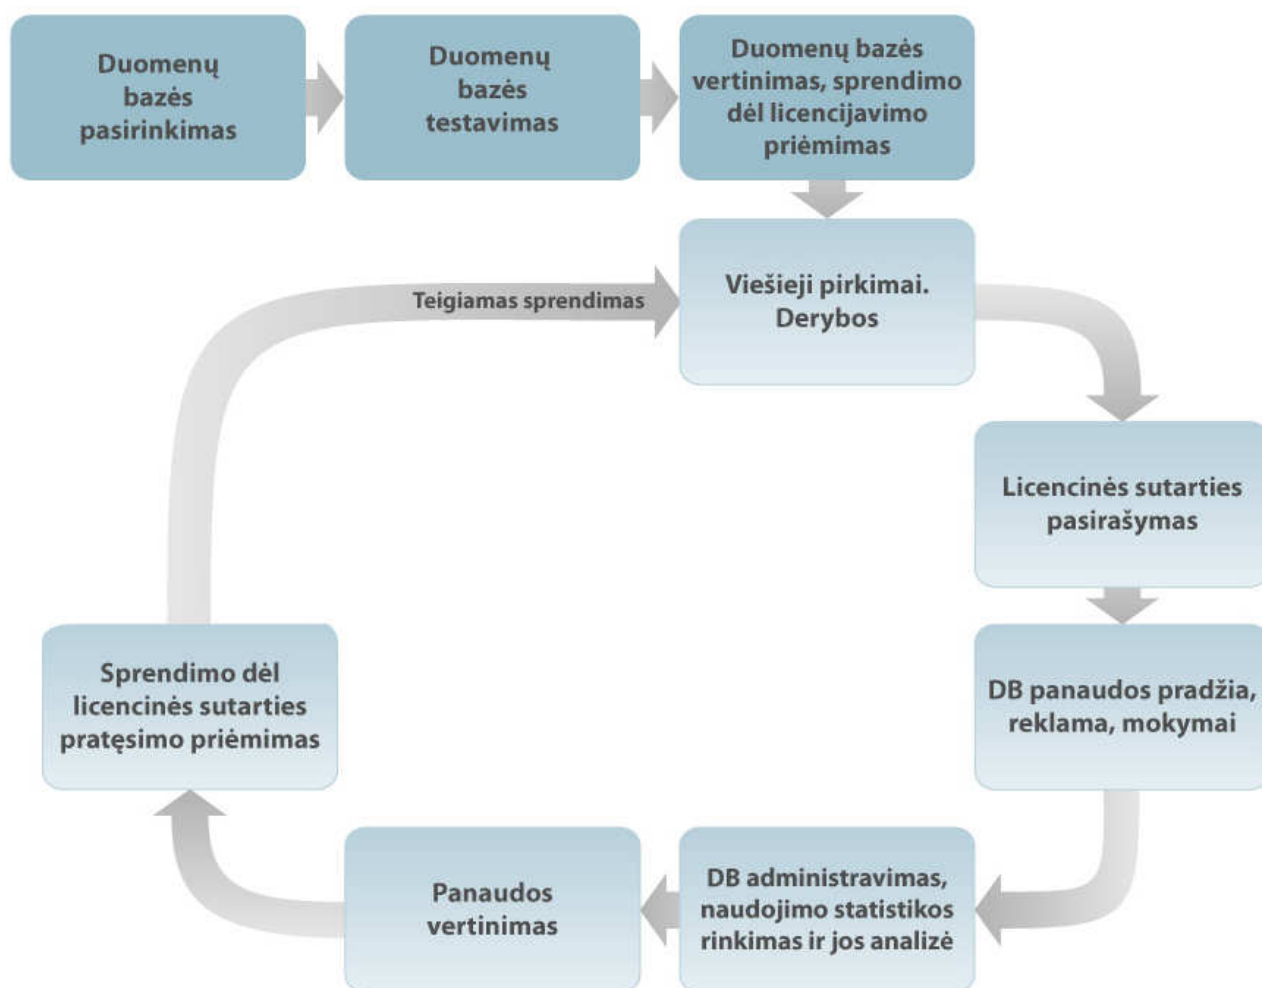 Duomenų
bazės
pasirinkimas
Duomenų
bazės
testavimas
Duomenų bazės
vertinimas, sprendimo
dėl licencijavimo
priėmimas
Teigiamas sprendimas
Viešieji pirkimai.
Derybos
Licencinės sutarties
pasirašymas
DB panaudos pradžia,
reklama, mokymai
DB administravimas,
naudojimo statistikos
rinkimas ir jos analizė
Panaudos
vertinimas
Sprendimo dėl
licencinės sutarties
pratęsimo priėmimas